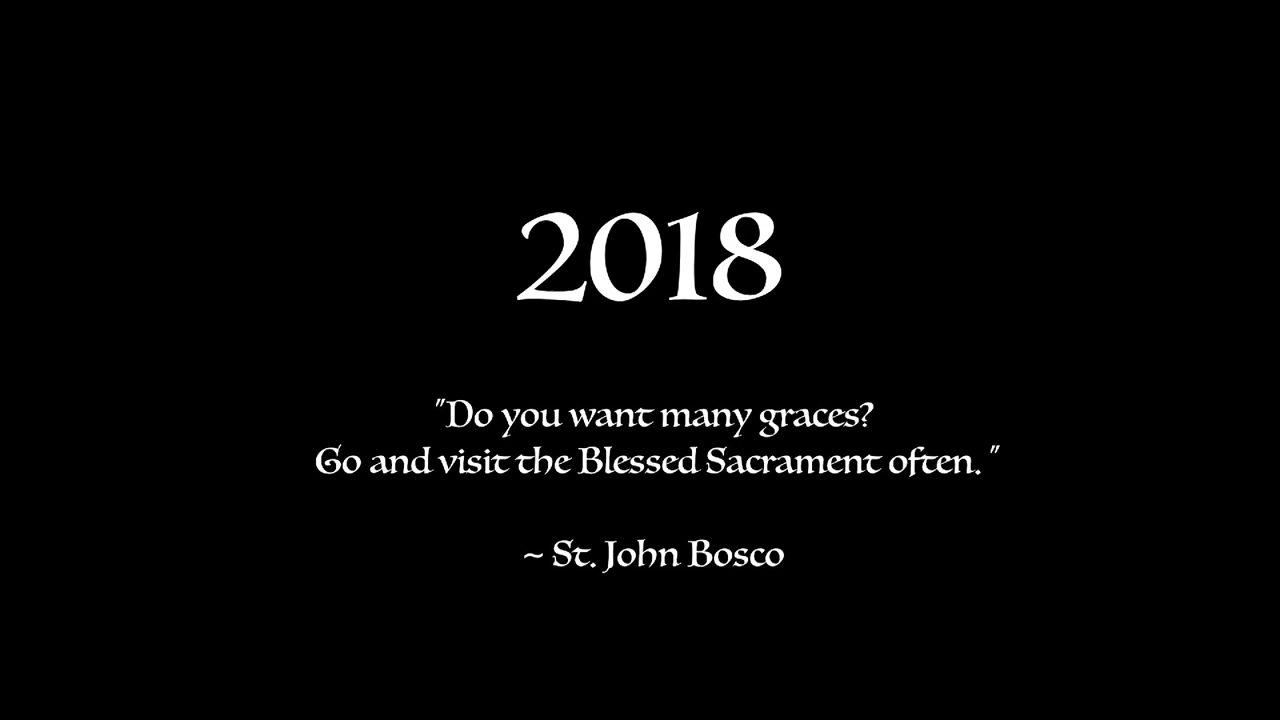 2018
"Do you want many graces?
Go and visit the Blessed Sacrament often. "
~ St. John Bosco